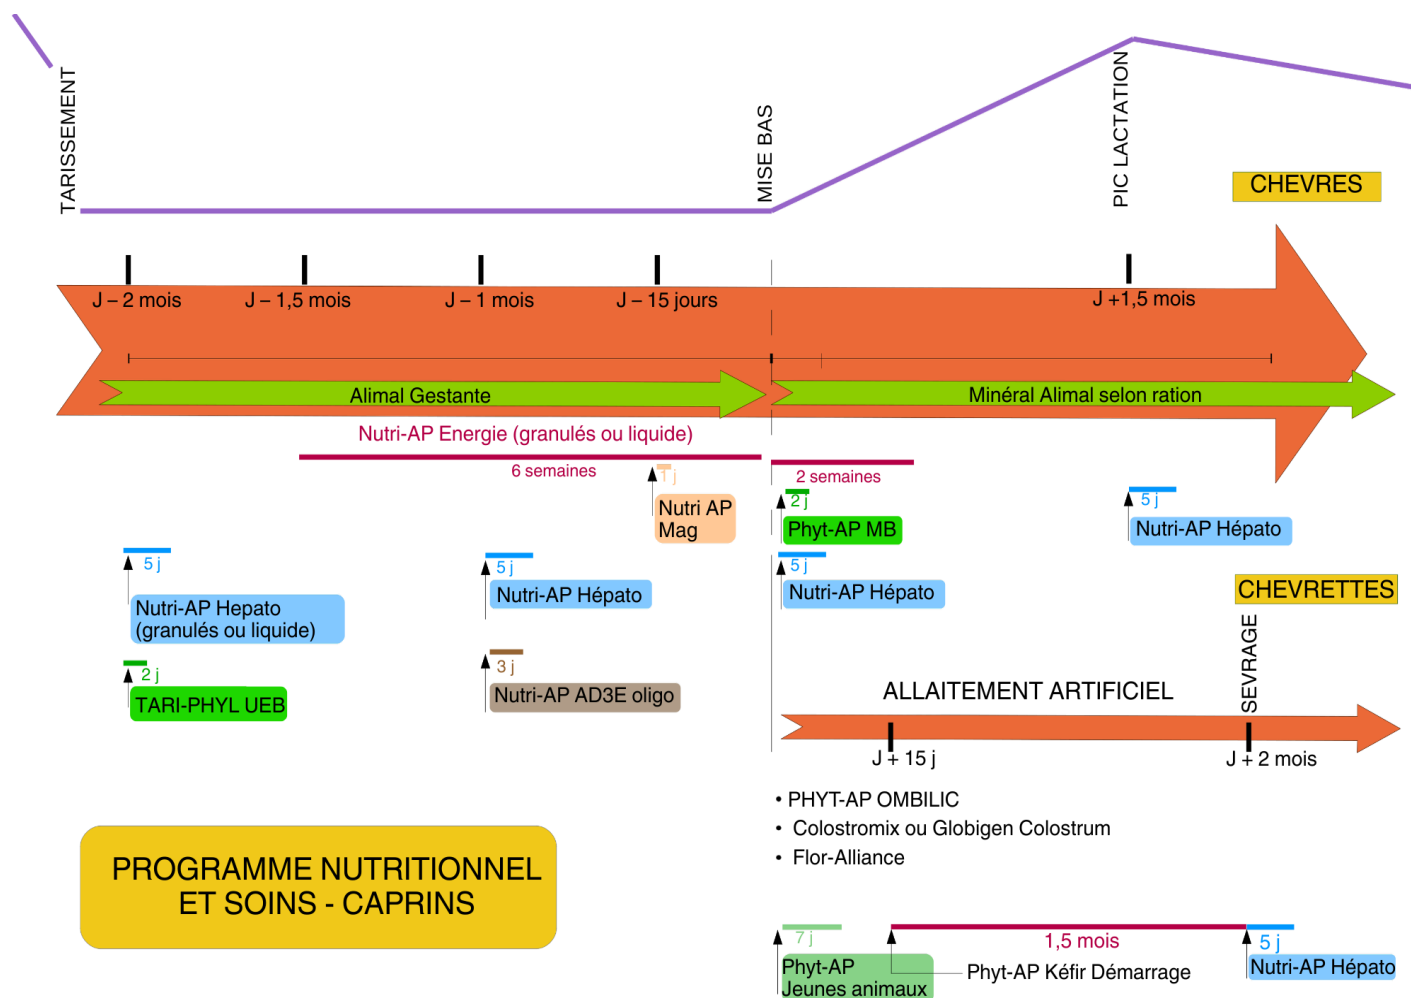 TARISSEMENT
MISE BAS
PIC LACTATION
CHEVRES
J – 2 mois
J – 1,5 mois
J – 1 mois
J – 15 jours
J +1,5 mois
Alimal Gestante
Minéral Alimal selon ration
Nutri-AP Energie (granulés ou liquide)
6 semaines
1 j
Nutri AP
Mag
2 semaines
2 j
Phyt-AP MB
5 j
Nutri-AP Hépato
5 j
Nutri-AP Hepato
(granulés ou liquide)
5 j
Nutri-AP Hépato
5 j
Nutri-AP Hépato
CHEVRETTES
2 j
TARI-PHYL UEB
3 j
Nutri-AP AD3E oligo
SEVRAGE
ALLAITEMENT ARTIFICIEL
J + 15 j
J + 2 mois
• PHYT-AP OMBILIC
• Colostromix ou Globigen Colostrum
• Flor-Alliance
PROGRAMME NUTRITIONNEL
ET SOINS - CAPRINS
7 j
Phyt-AP
Jeunes animaux
1,5 mois
Phyt-AP Kéfir Démarrage
5 j
Nutri-AP Hépato